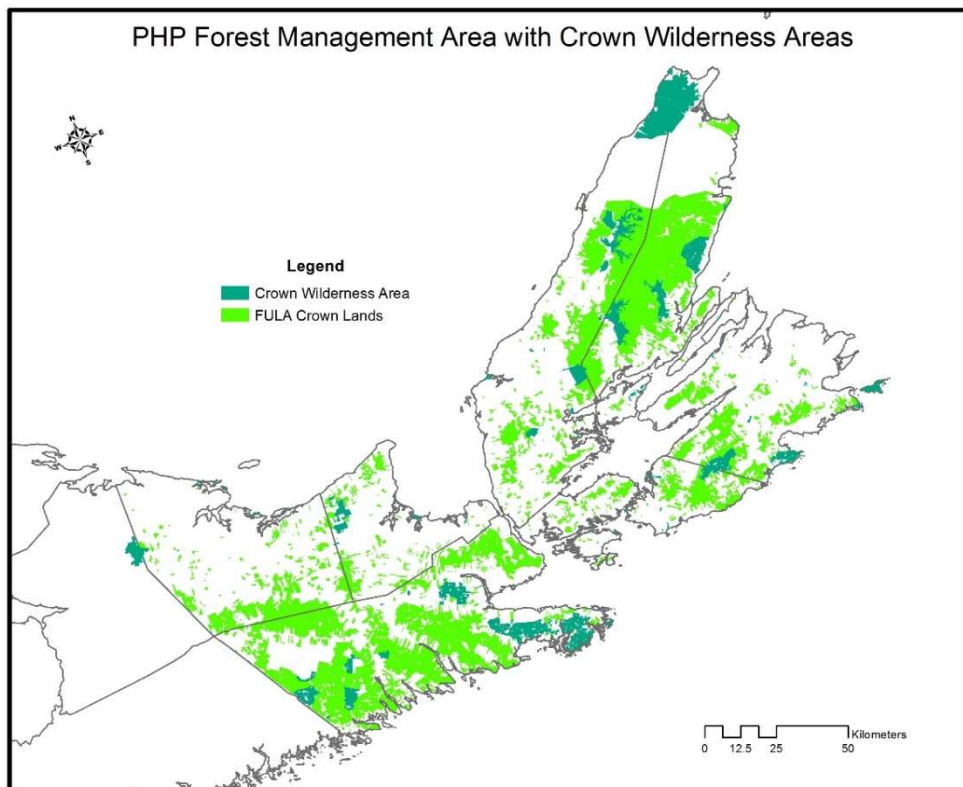 PHP Forest Management Area with Crown Wilderness Areas
N
W E
S
Legend
Crown Wilderness Area
FULA Crown Lands
Kilometers
0 12.5 25 50